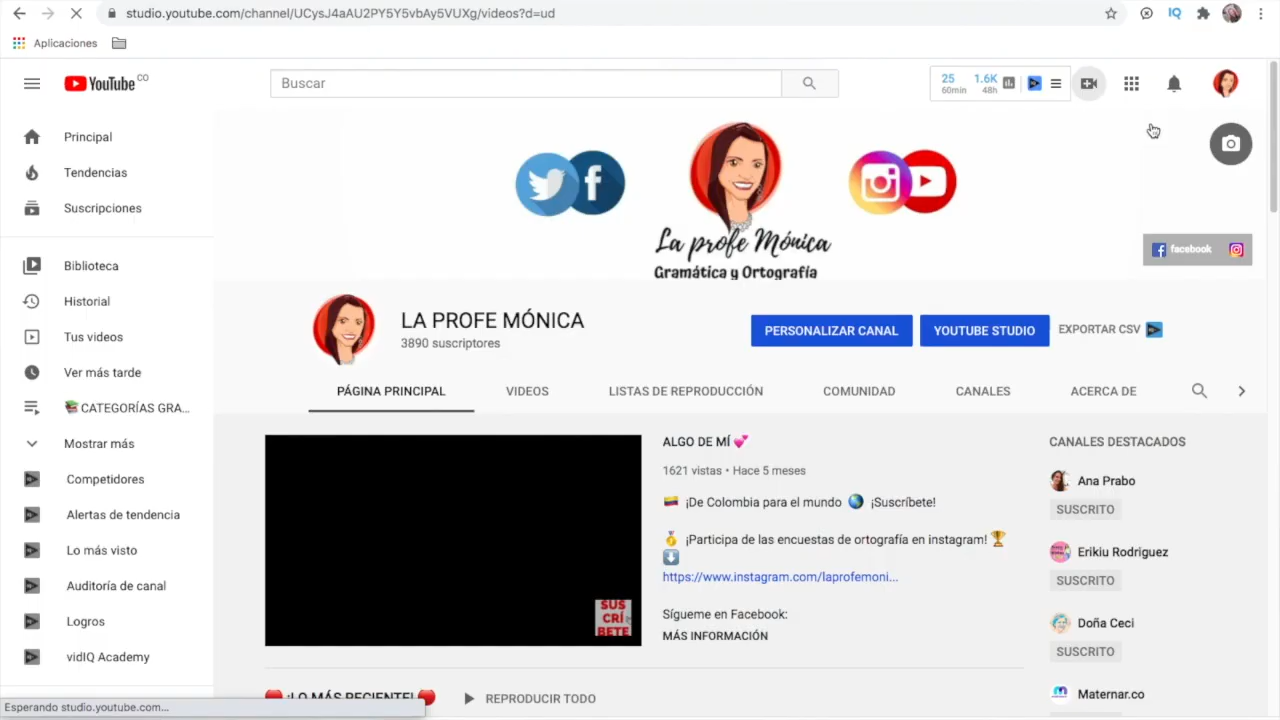 studio.youtube.com/channel/UCysJ4aAU2PY5Y5vbAy5VUXg/videos?d=ud
IQ
Aplicaciones
YouTube CO
Buscar
25 60min 1.6K 48h
Principal
Tendencias
Suscripciones
Biblioteca
Historial
Tus videos
Ver más tarde
CATEGORÍAS GRA...
Mostrar más
Competidores
Alertas de tendencia
Lo más visto
Auditoría de canal
Logros
vidIQ Academy
La profe Mónica
Gramática y Ortografía
facebook
LA PROFE MÓNICA
3890 suscriptores
PERSONALIZAR CANAL
YOUTUBE STUDIO
EXPORTAR CSV
PÁGINA PRINCIPAL VIDEOS LISTAS DE REPRODUCCIÓN COMUNIDAD CANALES ACERCA DE
SUS
CRÍ
BETE
ALGO DE MÍ 💕
1621 vistas • Hace 5 meses
🇨🇴 ¡De Colombia para el mundo 🌎 ¡Suscríbete!
🥇 ¡Participa de las encuestas de ortografía en instagram! 🏆
⬇️
https://www.instagram.com/laprofemoni...
Sígueme en Facebook:
MÁS INFORMACIÓN
CANALES DESTACADOS
Ana Prabo
SUSCRITO
Erikiu Rodriguez
SUSCRITO
Doña Ceci
SUSCRITO
Maternar.co
¡LO MÁS RECIENTE!
REPRODUCIR TODO
Esperando studio.youtube.com...